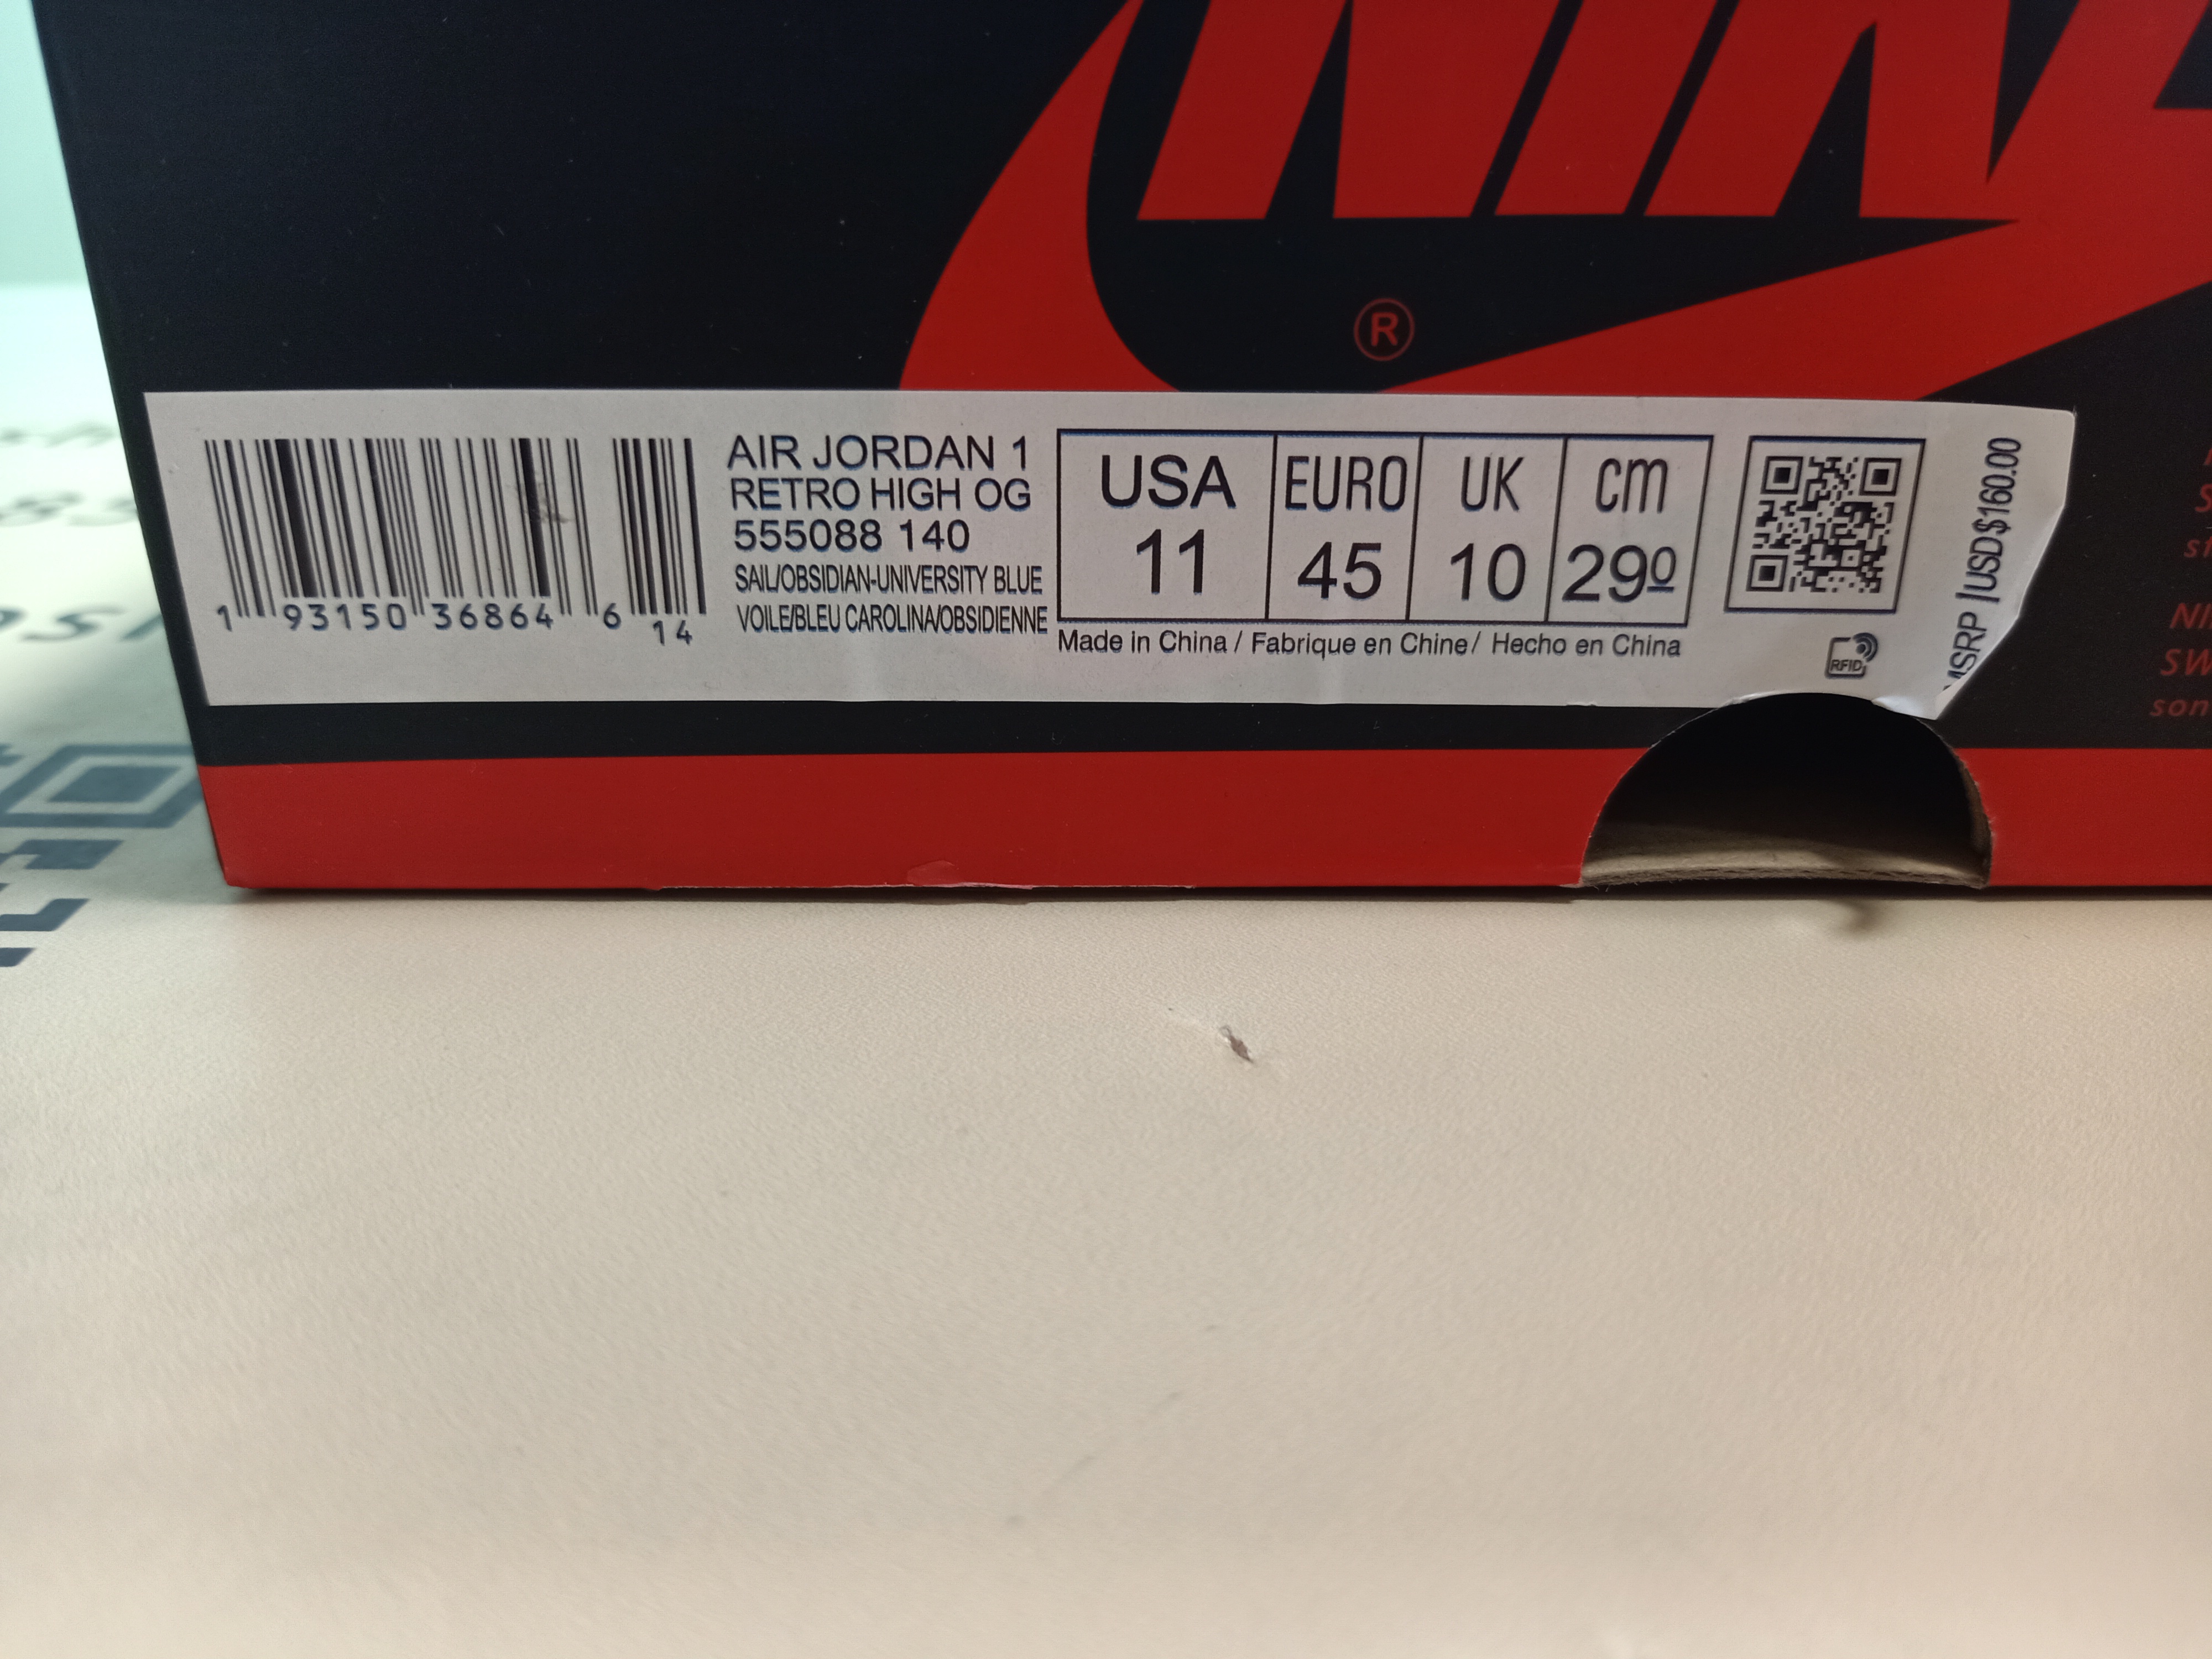 NIKE
®
AIR JORDAN 1
RETRO HIGH OG
555088 140
SAIL/OBSIDIAN-UNIVERSITY BLUE
VOILE/BLEU CAROLINA/OBSIDIENNE
1 93150 36864 6
14
USA EURO UK cm
11 45 10 29º
Made in China / Fabrique en Chine / Hecho en China
RFID
MSRP |USD$160.00